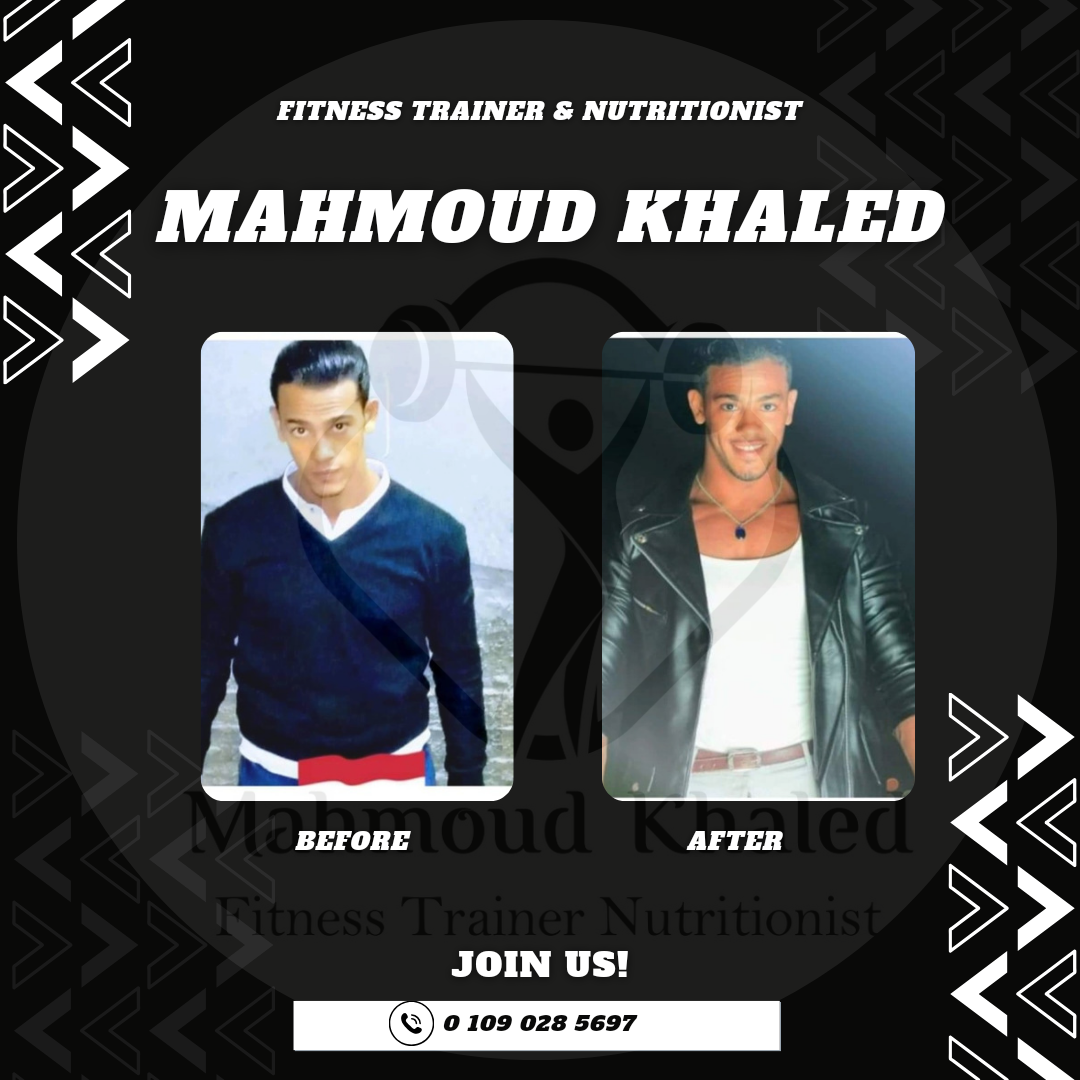 FITNESS TRAINER & NUTRITIONIST
MAHMOUD KHALED
BEFORE
AFTER
Mahmoud Khaled
Fitness Trainer Nutritionist
JOIN US!
0 109 028 5697